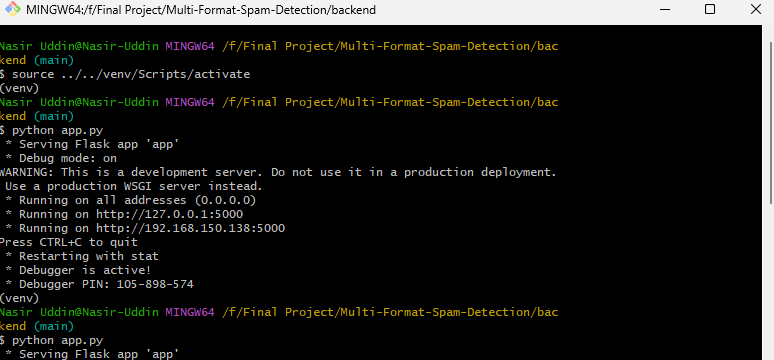 MINGW64:/f/Final Project/Multi-Format-Spam-Detection/backend
Nasir Uddin@Nasir-Uddin MINGW64 /f/Final Project/Multi-Format-Spam-Detection/bac
kend (main)
$ source ../../venv/Scripts/activate
(venv)
Nasir Uddin@Nasir-Uddin MINGW64 /f/Final Project/Multi-Format-Spam-Detection/bac
kend (main)
$ python app.py
 * Serving Flask app 'app'
 * Debug mode: on
WARNING: This is a development server. Do not use it in a production deployment.
 Use a production WSGI server instead.
 * Running on all addresses (0.0.0.0)
 * Running on http://127.0.0.1:5000
 * Running on http://192.168.150.138:5000
Press CTRL+C to quit
 * Restarting with stat
 * Debugger is active!
 * Debugger PIN: 105-898-574
(venv)
Nasir Uddin@Nasir-Uddin MINGW64 /f/Final Project/Multi-Format-Spam-Detection/bac
kend (main)
$ python app.py
 * Serving Flask app 'app'